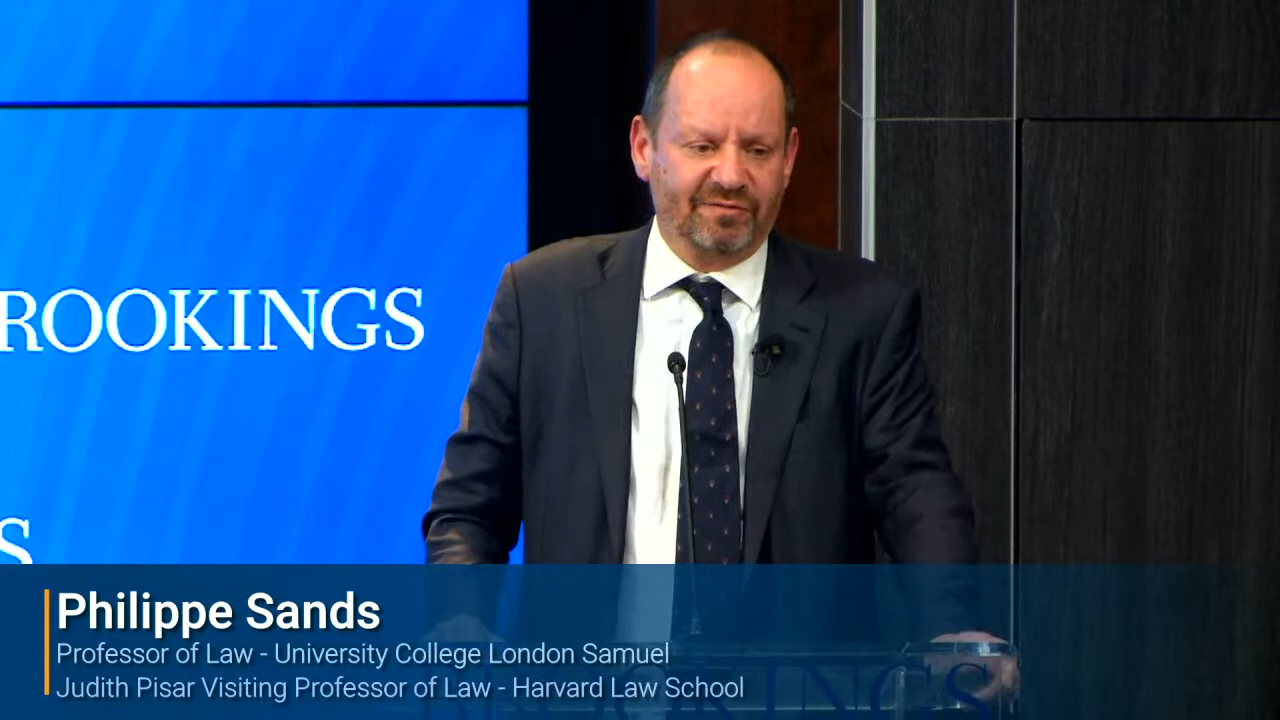 ROOKINGS
S
Philippe Sands
Professor of Law - University College London Samuel
Judith Pisar Visiting Professor of Law - Harvard Law School
OOKINGS